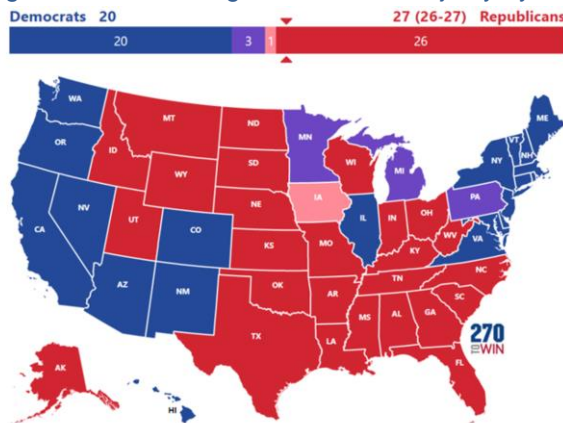 Democrats 20
27 (26-27) Republicans
20
3
1
26
WA
OR
CA
NV
ID
MT
WY
UT
AZ
CO
NM
ND
SD
NE
KS
OK
TX
MN
IA
MO
AR
LA
WI
IL
MS
MI
IN
KY
TN
AL
OH
WV
GA
FL
SC
NC
VA
PA
NY
VT
NH
ME
AK
HI
270
TO WIN